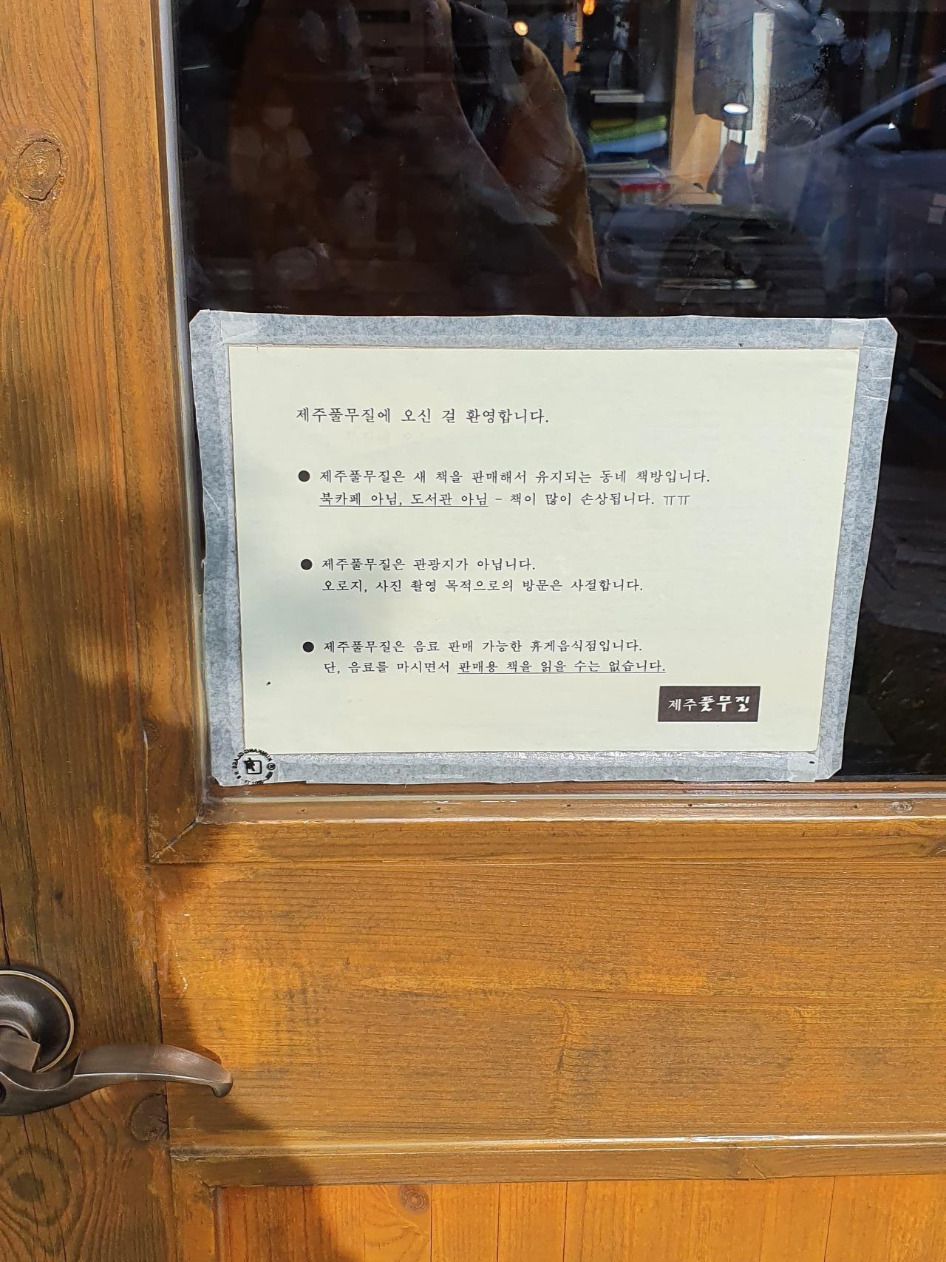 제주풀무질에 오신 걸 환영합니다.
● 제주풀무질은 새 책을 판매해서 유지되는 동네 책방입니다.
북카페 아님, 도서관 아님 - 책이 많이 손상됩니다. ㅠㅠ
● 제주풀무질은 관광지가 아닙니다.
오로지, 사진 촬영 목적으로의 방문은 사절합니다.
● 제주풀무질은 음료 판매 가능한 휴게음식점입니다.
단, 음료를 마시면서 판매용 책을 읽을 수는 없습니다.
제주풀무질